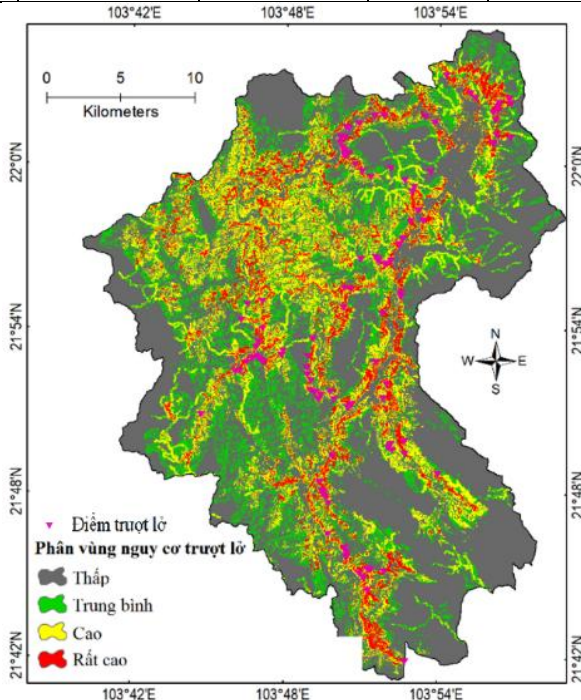 103°42'E 103°48'E 103°54'E
0 5 10
Kilometers
22°0'N 22°0'N
21°54'N 21°54'N
N
W E
S
21°48'N 21°48'N
Điểm trượt lở
Phân vùng nguy cơ trượt lở
Thấp
Trung bình
Cao
Rất cao
21°42'N 21°42'N
103°42'E 103°48'E 103°54'E